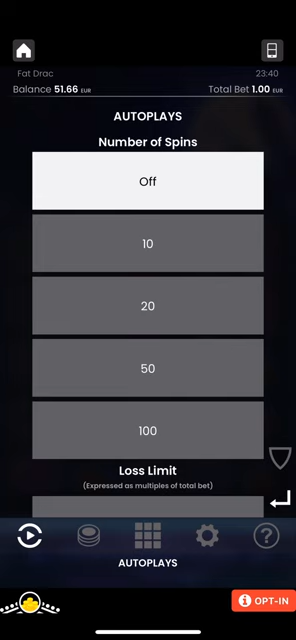 Fat Drac
23:40
Balance 51.66 EUR
Total Bet 1.00 EUR
AUTOPLAYS
Number of Spins
Off
10
20
50
100
Loss Limit
(Expressed as multiples of total bet)
AUTOPLAYS
OPT-IN